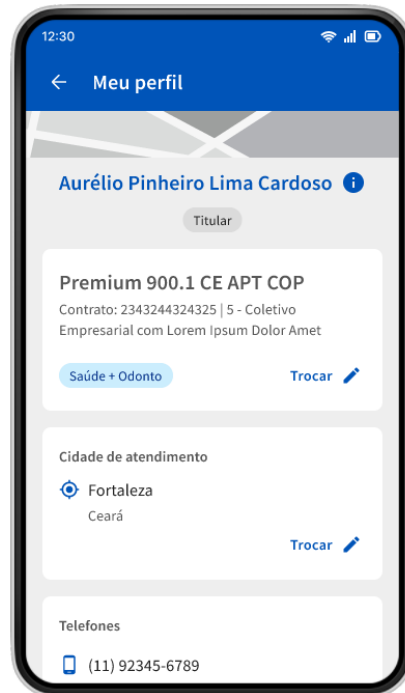 12:30
Meu perfil
Aurélio Pinheiro Lima Cardoso
Titular
Premium 900.1 CE APT COP
Contrato: 2343244324325 | 5 - Coletivo
Empresarial com Lorem Ipsum Dolor Amet
Saúde + Odonto
Trocar
Cidade de atendimento
Fortaleza
Ceará
Trocar
Telefones
(11) 92345-6789